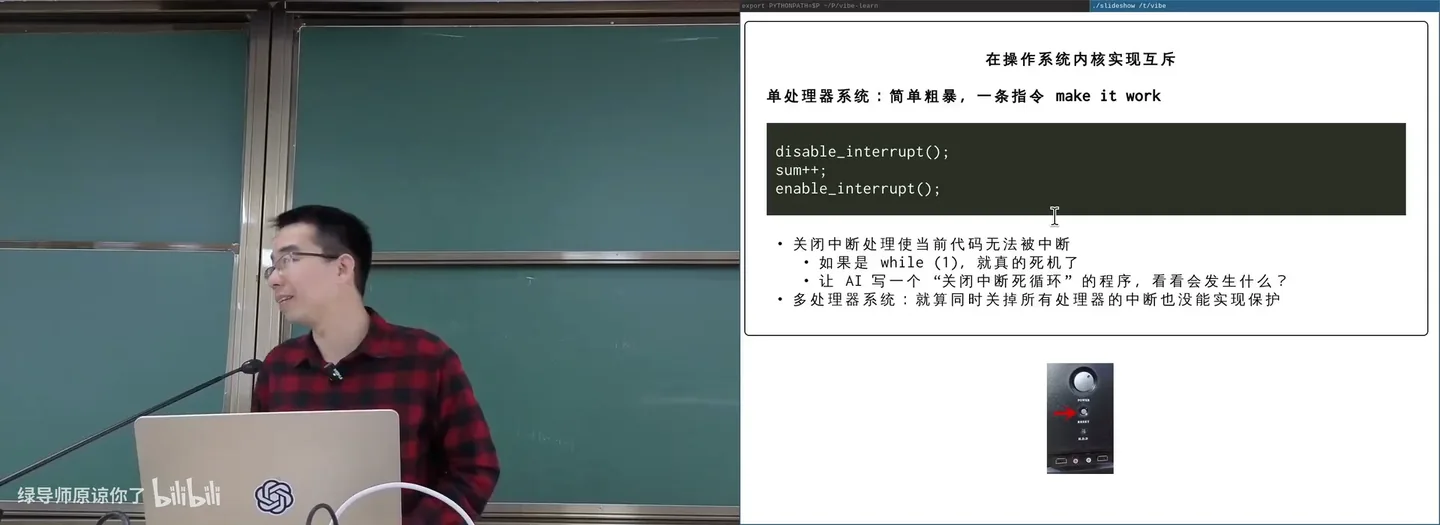 export PYTHONPATH=$P ~/P/vibe-learn
./slideshow /t/vibe
在操作系统内核实现互斥
单处理器系统：简单粗暴，一条指令 make it work
disable_interrupt();
sum++;
enable_interrupt();
• 关闭中断处理使当前代码无法被中断
• 如果是 while (1)，就真的死机了
• 让 AI 写一个 “关闭中断死循环” 的程序，看看会发生什么？
• 多处理器系统：就算同时关掉所有处理器的中断也没能实现保护
POWER
RESET
绿导师原谅你了 bilibili